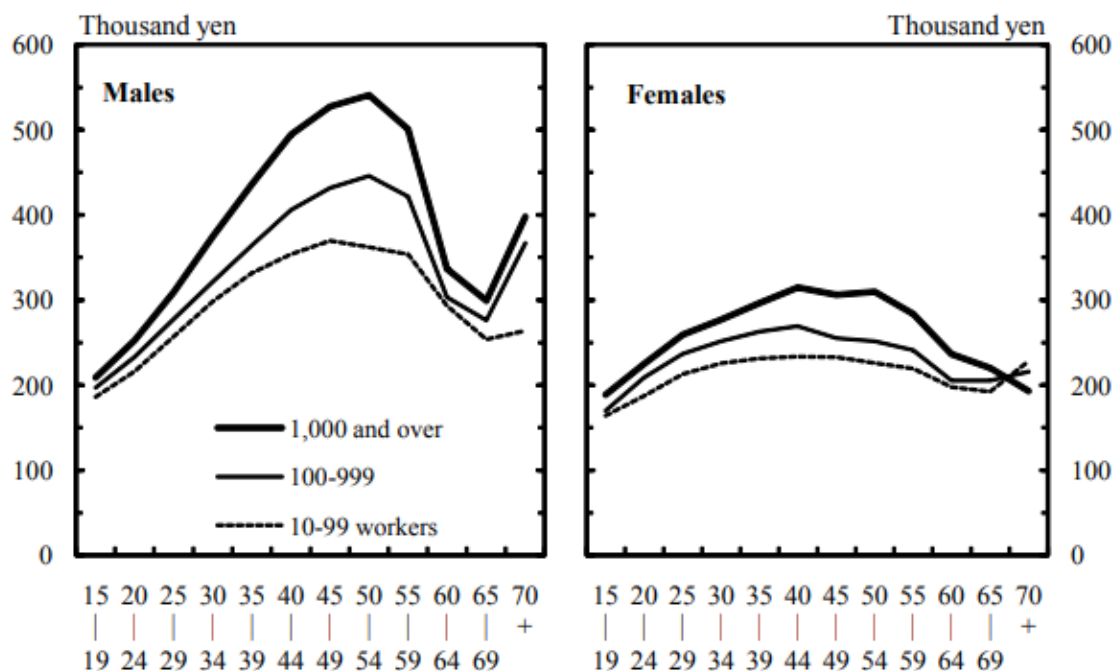 Thousand yen
Thousand yen
600
500
400
300
200
100
0
Males
1,000 and over
100-999
10-99 workers
15 20 25 30 35 40 45 50 55 60 65 70
| | | | | | | | | | | +
19 24 29 34 39 44 49 54 59 64 69
Females
600
500
400
300
200
100
0
15 20 25 30 35 40 45 50 55 60 65 70
| | | | | | | | | | | +
19 24 29 34 39 44 49 54 59 64 69